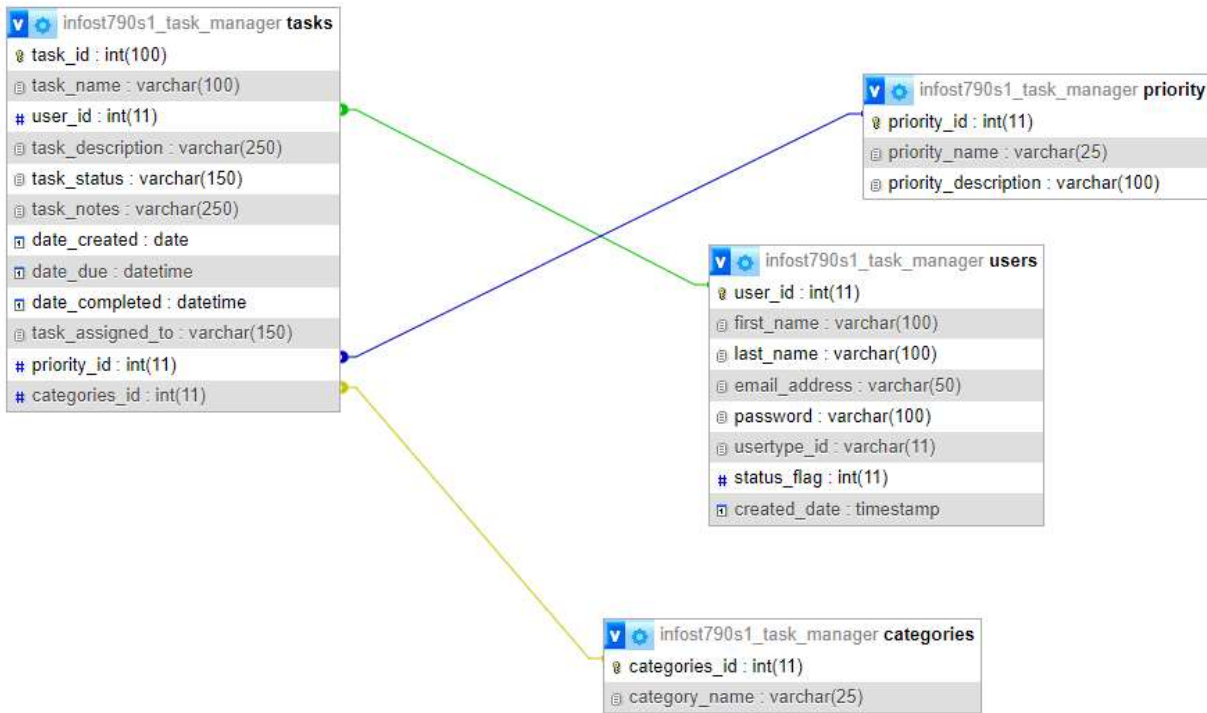 v infost790s1_task_manager tasks
task_id : int(100)
task_name : varchar(100)
# user_id : int(11)
task_description : varchar(250)
task_status : varchar(150)
task_notes : varchar(250)
date_created : date
date_due : datetime
date_completed : datetime
task_assigned_to : varchar(150)
# priority_id : int(11)
# categories_id : int(11)
v infost790s1_task_manager priority
priority_id : int(11)
priority_name : varchar(25)
priority_description : varchar(100)
v infost790s1_task_manager users
user_id : int(11)
first_name : varchar(100)
last_name : varchar(100)
email_address : varchar(50)
password : varchar(100)
usertype_id : varchar(11)
# status_flag : int(11)
created_date : timestamp
v infost790s1_task_manager categories
categories_id : int(11)
category_name : varchar(25)